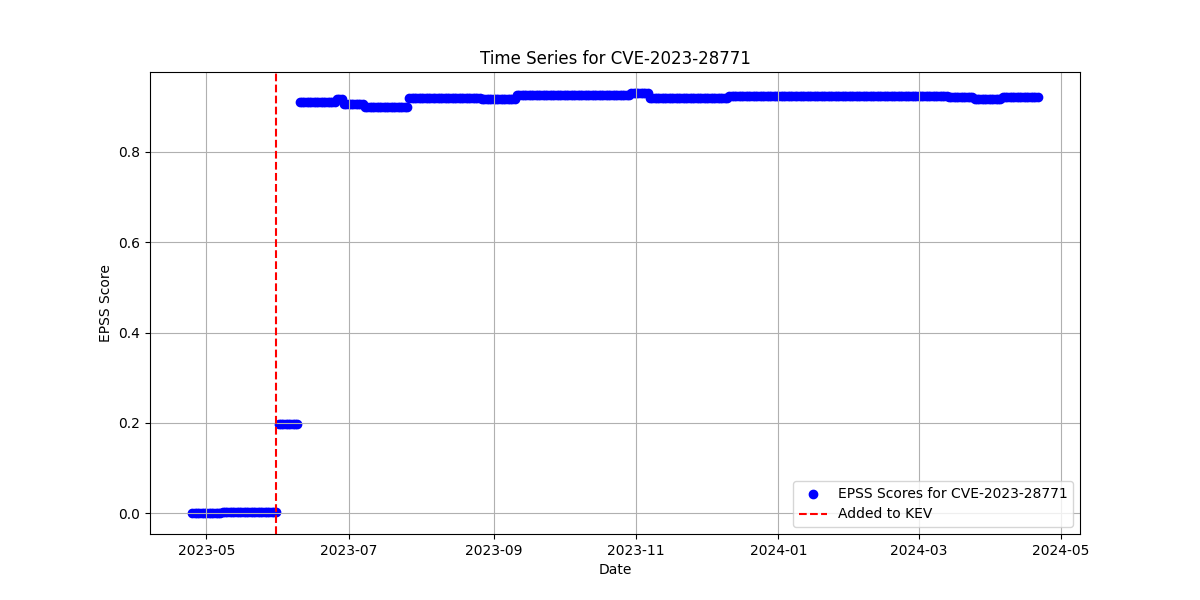 Time Series for CVE-2023-28771
EPSS Score
0.8
0.6
0.4
0.2
0.0
EPSS Scores for CVE-2023-28771
Added to KEV
2023-05 2023-07 2023-09 2023-11 2024-01 2024-03 2024-05
Date